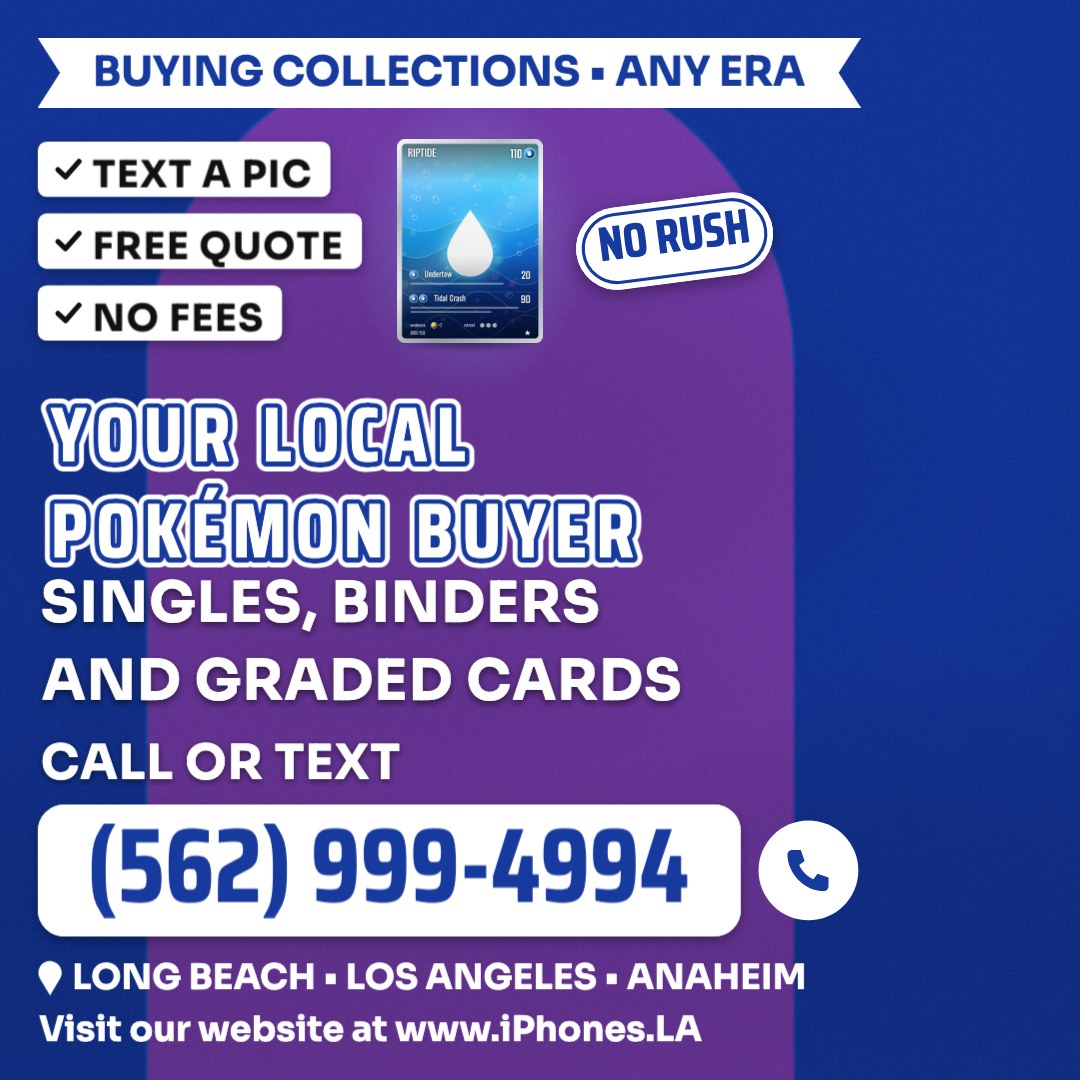 BUYING COLLECTIONS ▪ ANY ERA
✓ TEXT A PIC
✓ FREE QUOTE
✓ NO FEES
RIPTIDE 110
Undertow 20
Tidal Crash 90
weakness
retreat
NO RUSH
YOUR LOCAL
POKÉMON BUYER
SINGLES, BINDERS
AND GRADED CARDS
CALL OR TEXT
(562) 999-4994
LONG BEACH ▪ LOS ANGELES ▪ ANAHEIM
Visit our website at www.iPhones.LA